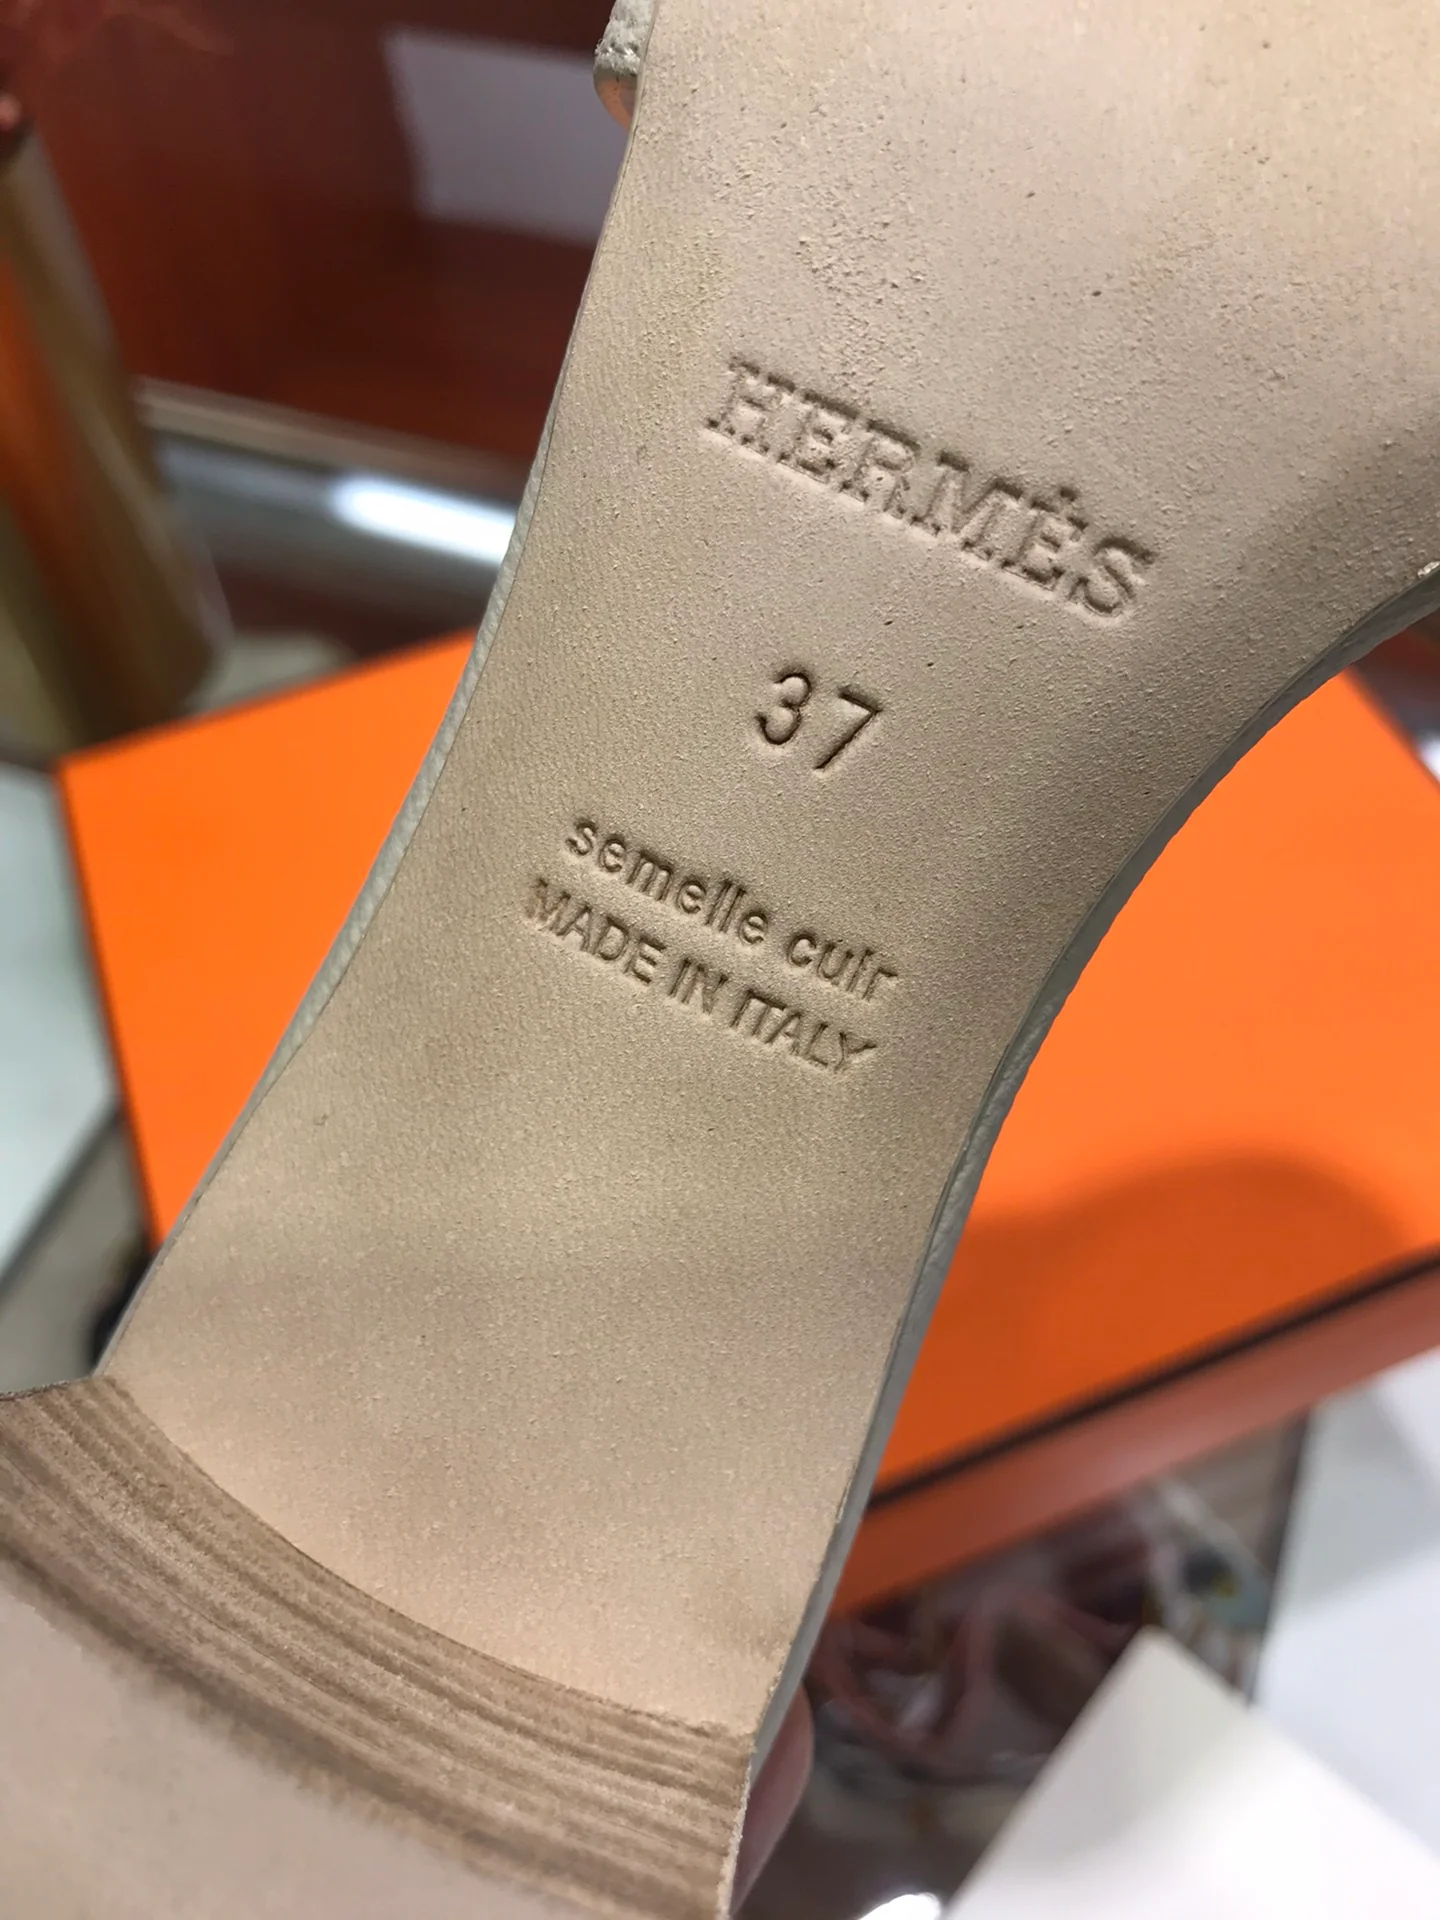 HERMÈS
37
semelle cuir
MADE IN ITALY